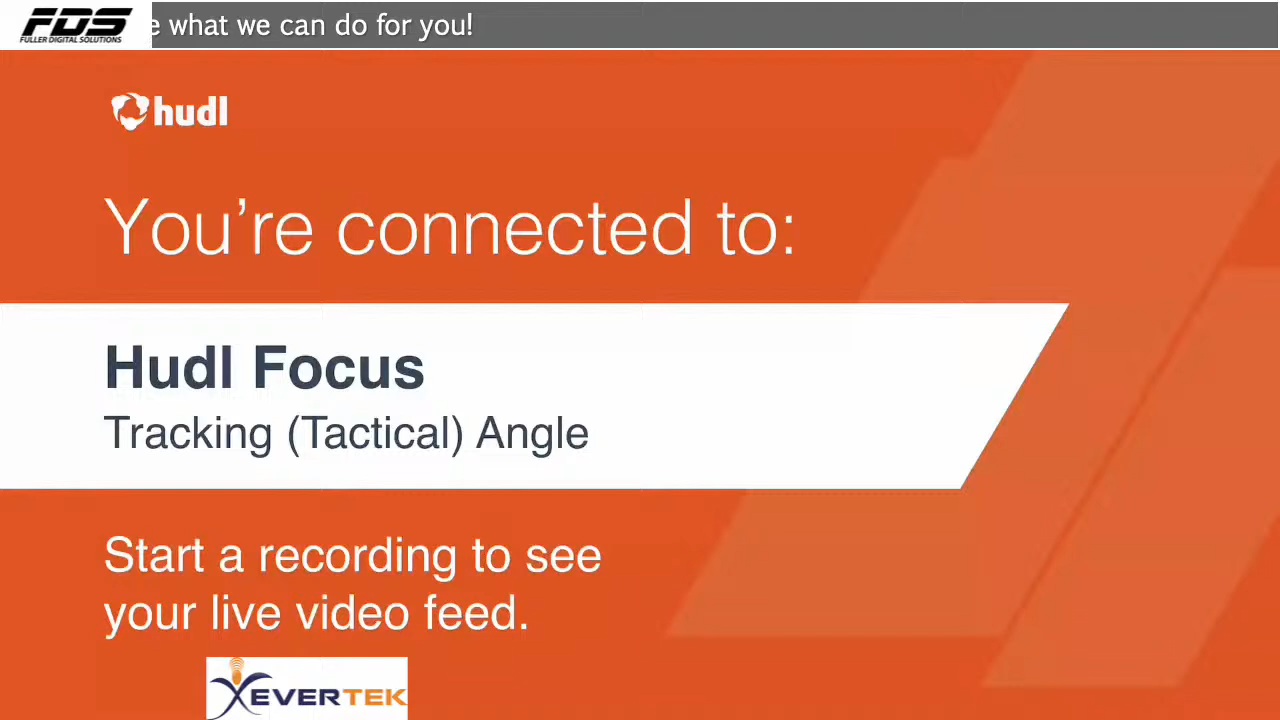 FDS
FULLER DIGITAL SOLUTIONS
e what we can do for you!
hudl
You're connected to:
Hudl Focus
Tracking (Tactical) Angle
Start a recording to see
your live video feed.
XEVERTEK